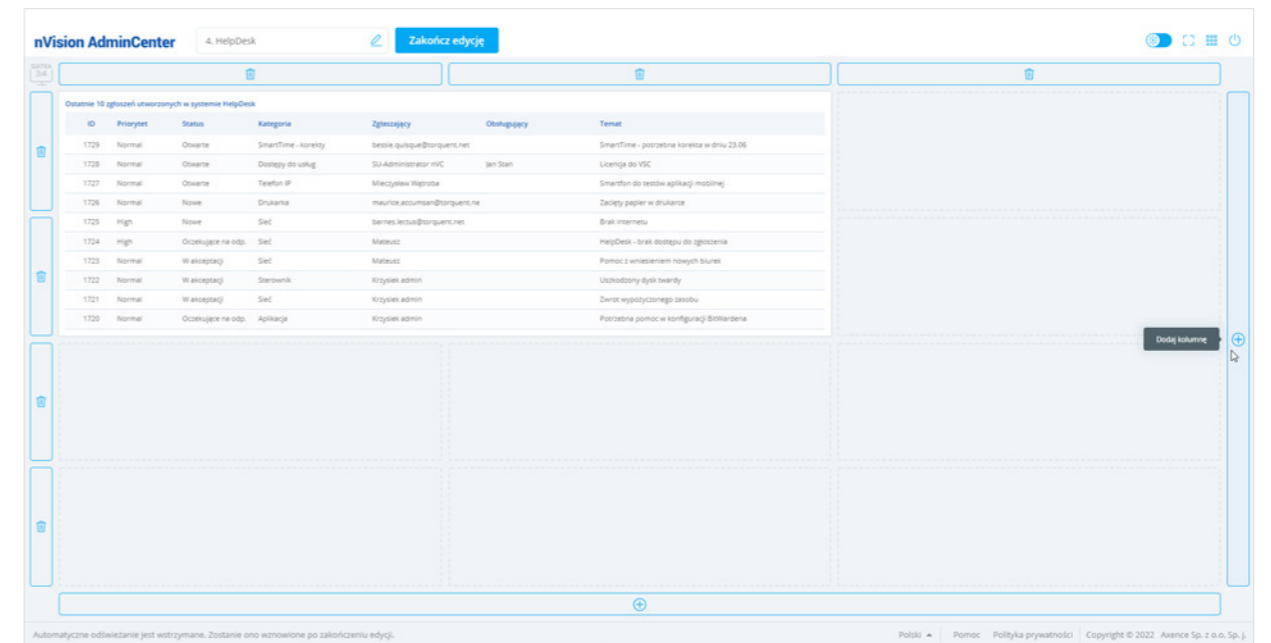 nVision AdminCenter 4. HelpDesk Zakończ edycję
SIATKA
3x4
Ostatnie 10 zgłoszeń utworzonych w systemie HelpDesk
ID Priorytet Status Kategoria Zgłaszający Obsługujący Temat
1729 Normal Otwarte SmartTime - korekty bessie.quisque@torquent.net SmartTime - potrzebna korekta w dniu 23.06
1728 Normal Otwarte Dostępy do usług SU-Administrator nVC Jan Stan Licencja do VSC
1727 Normal Otwarte Telefon IP Mieczysław Wątroba Smartfon do testów aplikacji mobilnej
1726 Normal Nowe Drukarka maurice.accumsan@torquent.ne Zacięty papier w drukarce
1725 High Nowe Sieć barnes.lectus@torquent.net Brak internetu
1724 High Oczekujące na odp. Sieć Mateusz HelpDesk - brak dostępu do zgłoszenia
1723 Normal W akceptacji Sieć Mateusz Pomoc z wniesieniem nowych biurek
1722 Normal W akceptacji Sterownik Krzysiek admin Uszkodzony dysk twardy
1721 Normal W akceptacji Sieć Krzysiek admin Zwrot wypożyczonego zasobu
1720 Normal Oczekujące na odp. Aplikacja Krzysiek admin Potrzebna pomoc w konfiguracji BitWardena
Dodaj kolumnę
Automatyczne odświeżanie jest wstrzymane. Zostanie ono wznowione po zakończeniu edycji. Polski Pomoc Polityka prywatności Copyright © 2022 Axence Sp. z o.o. Sp. j.